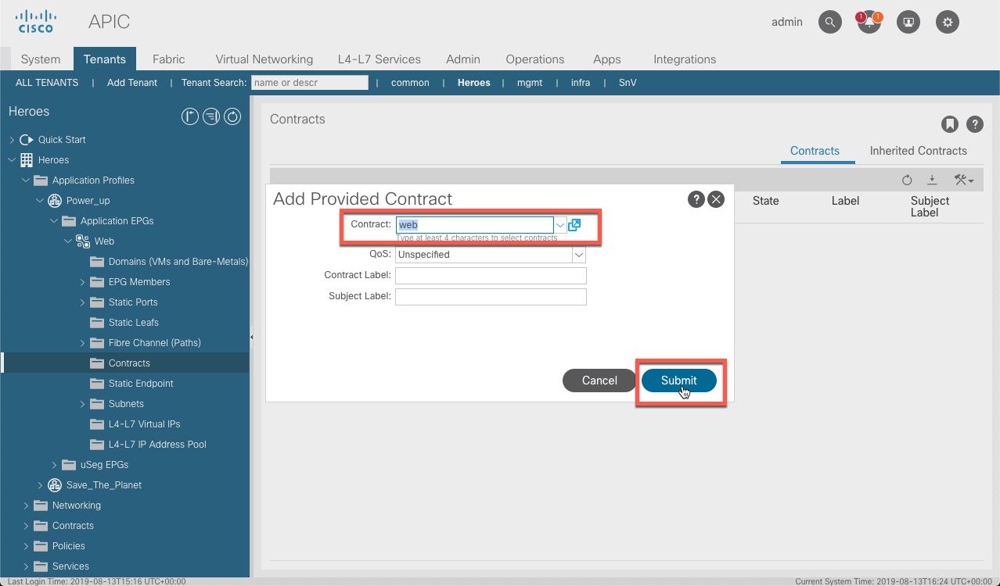 CISCO
APIC
admin
1
1
System Tenants Fabric Virtual Networking L4-L7 Services Admin Operations Apps Integrations
ALL TENANTS | Add Tenant | Tenant Search: name or descr | common | Heroes | mgmt | infra | SnV
Heroes
Quick Start
Heroes
Application Profiles
Power_up
Application EPGs
Web
Domains (VMs and Bare-Metals)
EPG Members
Static Ports
Static Leafs
Fibre Channel (Paths)
Contracts
Static Endpoint
Subnets
L4-L7 Virtual IPs
L4-L7 IP Address Pool
uSeg EPGs
Save_The_Planet
Networking
Contracts
Policies
Services
Contracts
?
Contracts Inherited Contracts
State Label Subject
Label
Add Provided Contract
?
Contract: web
Type at least 4 characters to select contracts
QoS: Unspecified
Contract Label:
Subject Label:
Cancel Submit
Last Login Time: 2019-08-13T15:16 UTC+00:00
Current System Time: 2019-08-13T16:24 UTC+00:00